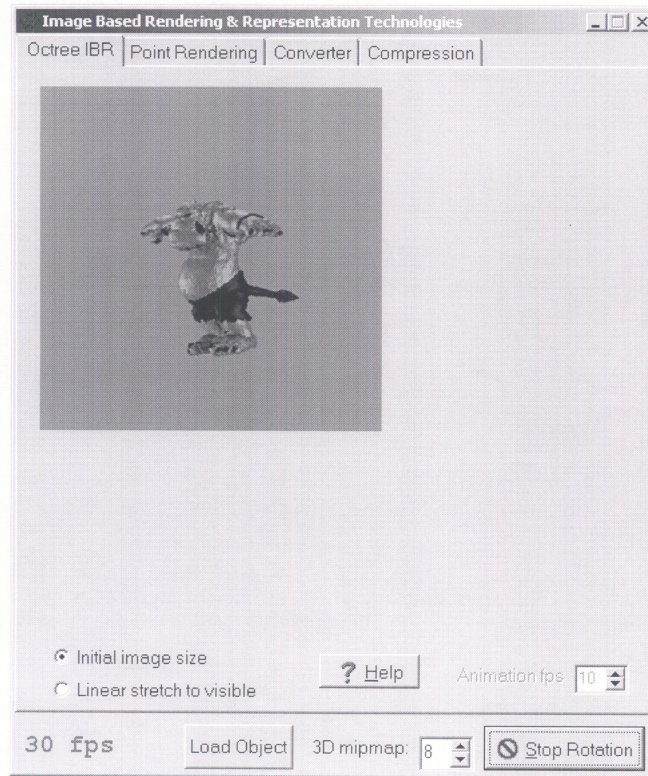 Image Based Rendering & Representation Technologies
Octree IBR Point Rendering Converter Compression
Initial image size
Linear stretch to visible
? Help
Animation fps 10
30 fps
Load Object
3D mipmap: 8
Stop Rotation